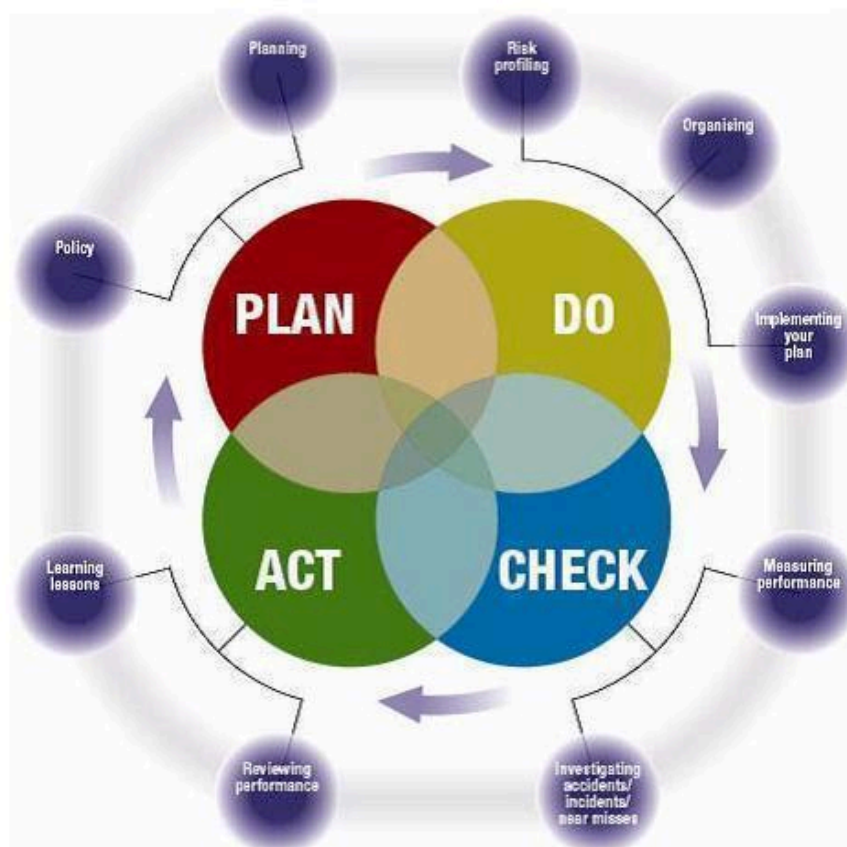 Planning
Risk
profiling
Organising
Policy
PLAN
DO
Implementing
your
plan
Learning
lessons
ACT
CHECK
Measuring
performance
Reviewing
performance
Investigating
accidents/
incidents/
near misses